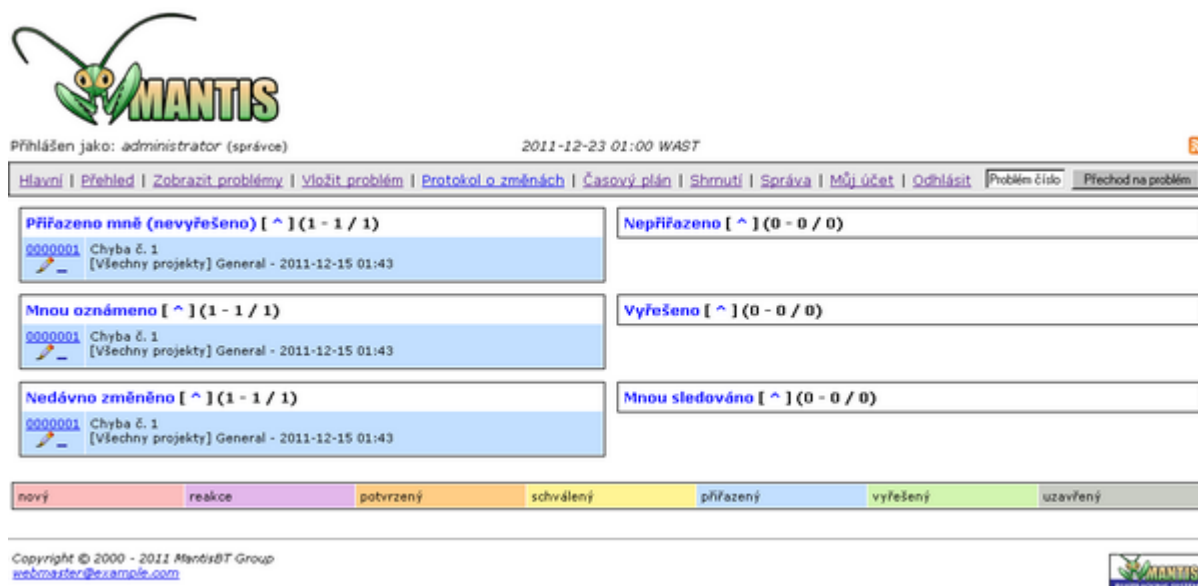 MANTIS
Přihlášen jako: administrator (správce)
2011-12-23 01:00 WAST
Hlavní | Přehled | Zobrazit problémy | Vložit problém | Protokol o změnách | Časový plán | Shrnutí | Správa | Můj účet | Odhlásit Problém číslo Přechod na problém
Přiřazeno mně (nevyřešeno) [ ^ ] (1 - 1 / 1)
0000001 Chyba č. 1
[Všechny projekty] General - 2011-12-15 01:43
Nepřiřazeno [ ^ ] (0 - 0 / 0)
Mnou oznámeno [ ^ ] (1 - 1 / 1)
0000001 Chyba č. 1
[Všechny projekty] General - 2011-12-15 01:43
Vyřešeno [ ^ ] (0 - 0 / 0)
Nedávno změněno [ ^ ] (1 - 1 / 1)
0000001 Chyba č. 1
[Všechny projekty] General - 2011-12-15 01:43
Mnou sledováno [ ^ ] (0 - 0 / 0)
nový reakce potvrzený schválený přiřazený vyřešený uzavřený
Copyright © 2000 - 2011 MantisBT Group
webmaster@example.com
MANTIS